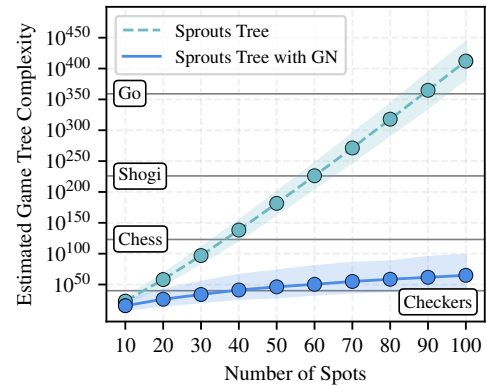 Estimated Game Tree Complexity
10^450
10^400
10^350
10^300
10^250
10^200
10^150
10^100
10^50
Sprouts Tree
Sprouts Tree with GN
Go
Shogi
Chess
Checkers
10 20 30 40 50 60 70 80 90 100
Number of Spots